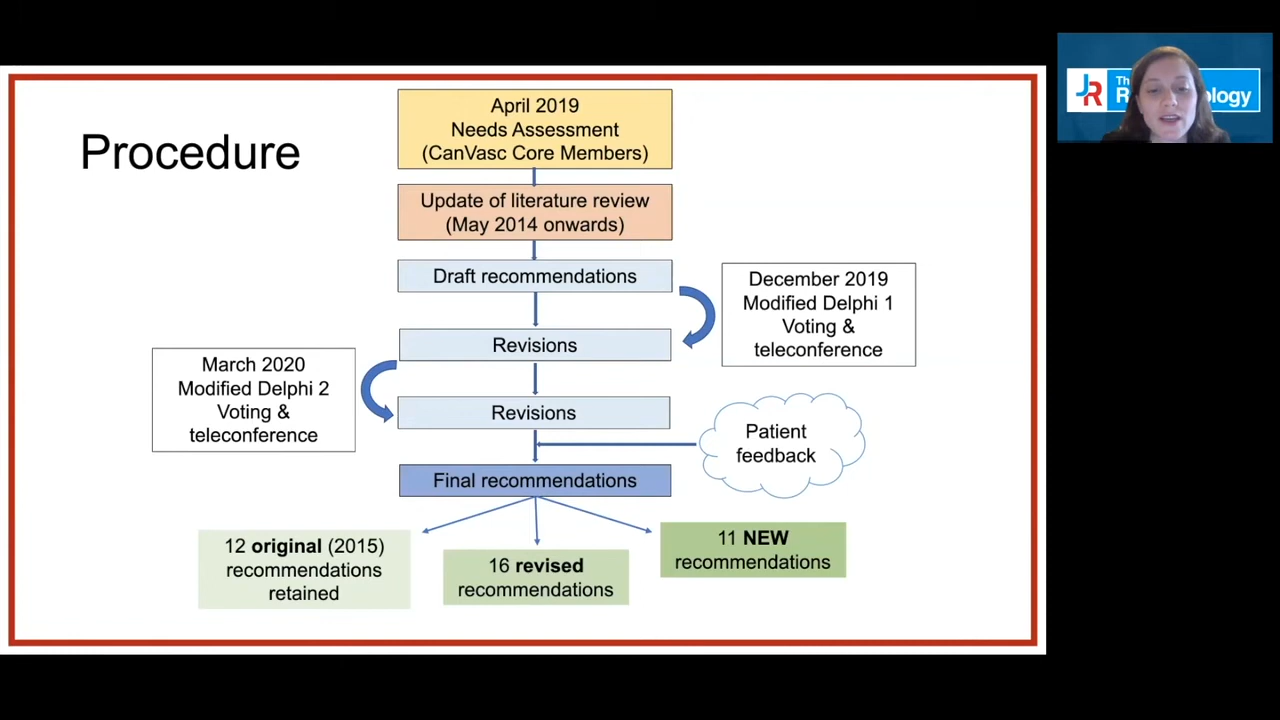 Procedure
April 2019
Needs Assessment
(CanVasc Core Members)
Update of literature review
(May 2014 onwards)
Draft recommendations
December 2019
Modified Delphi 1
Voting &
teleconference
Revisions
March 2020
Modified Delphi 2
Voting &
teleconference
Revisions
Patient
feedback
Final recommendations
12 original (2015)
recommendations
retained
16 revised
recommendations
11 NEW
recommendations
JR